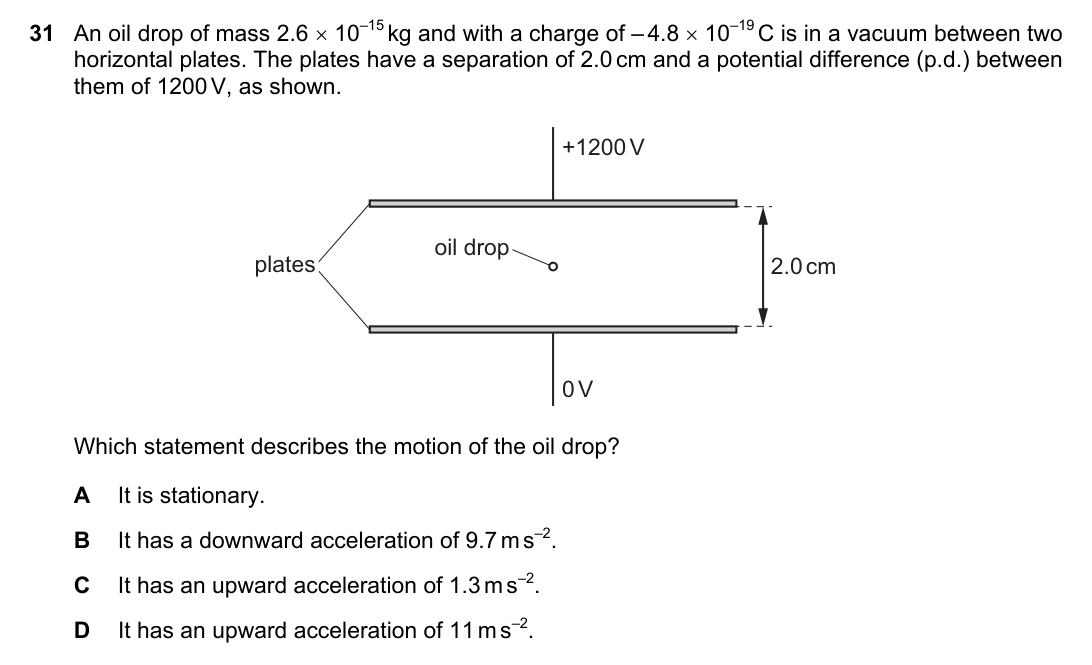 31 An oil drop of mass 2.6 × 10⁻¹⁵ kg and with a charge of –4.8 × 10⁻¹⁹ C is in a vacuum between two
horizontal plates. The plates have a separation of 2.0 cm and a potential difference (p.d.) between
them of 1200 V, as shown.
+1200 V
oil drop
plates
2.0 cm
0 V
Which statement describes the motion of the oil drop?
A It is stationary.
B It has a downward acceleration of 9.7 m s⁻².
C It has an upward acceleration of 1.3 m s⁻².
D It has an upward acceleration of 11 m s⁻².